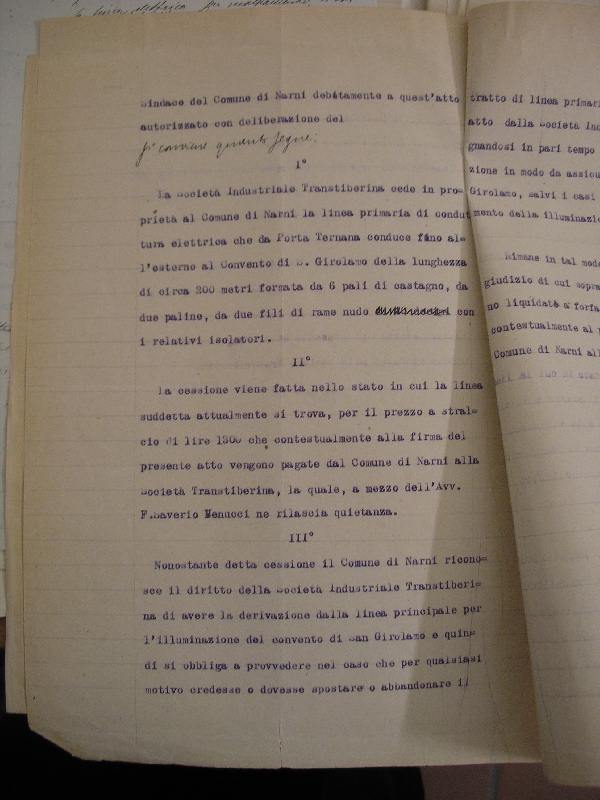 Sindaco del Comune di Narni debitamente a quest'atto
autorizzato con deliberazione del
si conviene quanto segue:
I°
La Società Industriale Transtiberina cede in pro=
prietà al Comune di Narni la linea primaria di condut
tura elettrica che da Porta Ternana conduce fino al=
l'esterno al Convento di S. Girolamo della lunghezza
di circa 200 metri formata da 6 pali di castagno, da
due paline, da due fili di rame nudo con
i relativi isolatori.
II°
La cessione viene fatta nello stato in cui la linea
suddetta attualmente si trova, per il prezzo a stral=
cio di lire 1300 che contestualmente alla firma del
presente atto vengono pagate dal Comune di Narni alla
Società Transtiberina, la quale, a mezzo dell'Avv.
F.Saverio Menucci ne rilascia quietanza.
III°
Nonostante detta cessione il Comune di Narni ricono=
sce il diritto della Società Industriale Transtiberi=
na di avere la derivazione dalla linea principale per
l'illuminazione del convento di San Girolamo e quin=
di si obbliga a provvedere nel caso che per qualsiasi
motivo credesse o dovesse spostare o abbandonare il
tratto di linea primari
atto dalla Società Ind
gnandosi in pari tempo
zione in modo da assicu
Girolamo, salvi i casi
mento della illuminazio
Rimane in tal modo
giudizio di cui sopra
no liquidate a forfa
contestualmente al p
Comune di Narni all